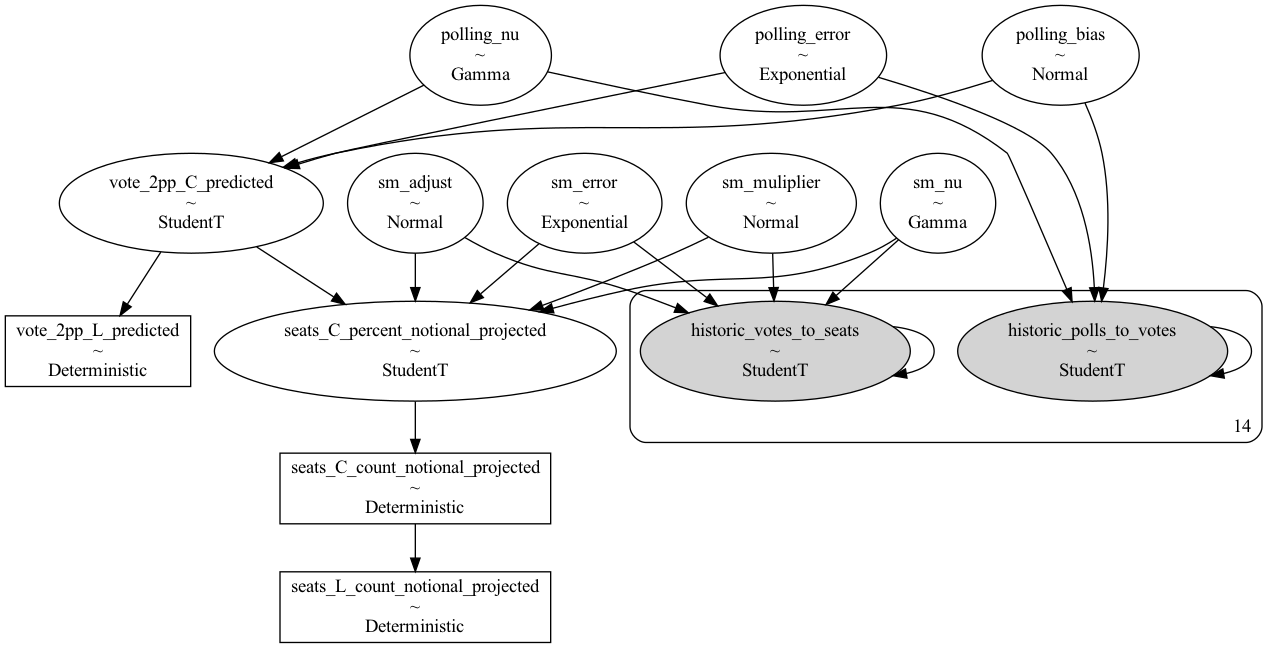 polling_nu
~
Gamma
polling_error
~
Exponential
polling_bias
~
Normal
vote_2pp_C_predicted
~
StudentT
sm_adjust
~
Normal
sm_error
~
Exponential
sm_muliplier
~
Normal
sm_nu
~
Gamma
vote_2pp_L_predicted
~
Deterministic
seats_C_percent_notional_projected
~
StudentT
historic_votes_to_seats
~
StudentT
historic_polls_to_votes
~
StudentT
14
seats_C_count_notional_projected
~
Deterministic
seats_L_count_notional_projected
~
Deterministic